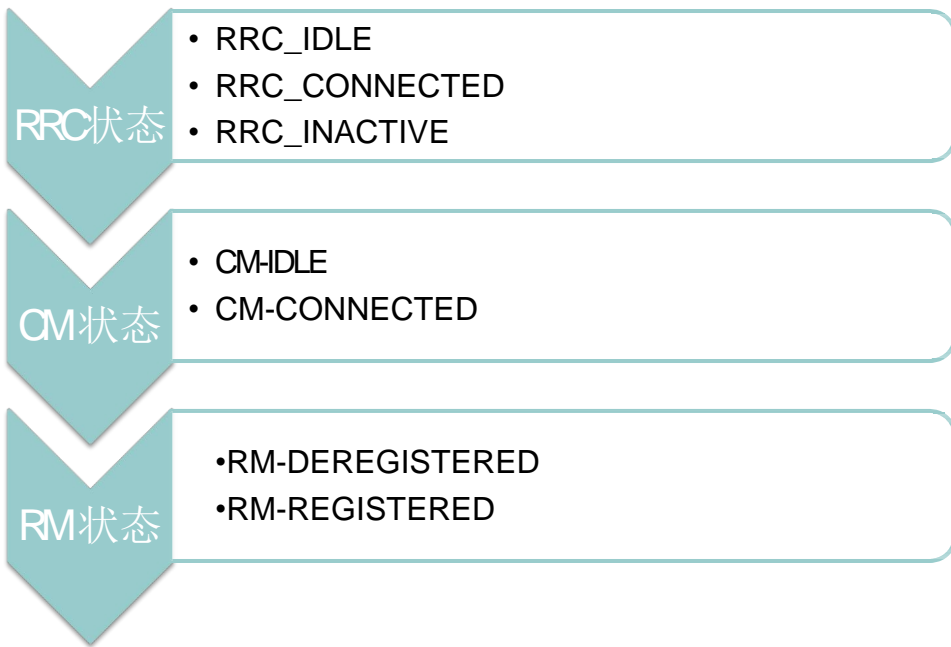 RRC状态
• RRC_IDLE
• RRC_CONNECTED
• RRC_INACTIVE
CM状态
• CM-IDLE
• CM-CONNECTED
RM状态
•RM-DEREGISTERED
•RM-REGISTERED